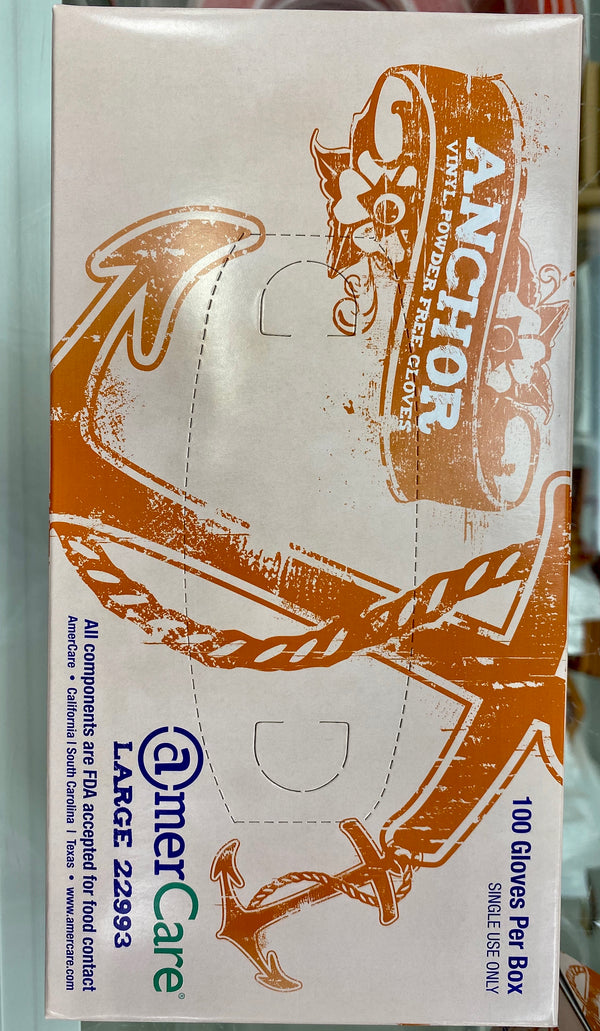 ANCHOR
VINYL POWDER FREE GLOVES
100 Gloves Per Box
SINGLE USE ONLY
@merCare®
LARGE 22993
All components are FDA accepted for food contact
AmerCare • California | South Carolina | Texas • www.amercare.com